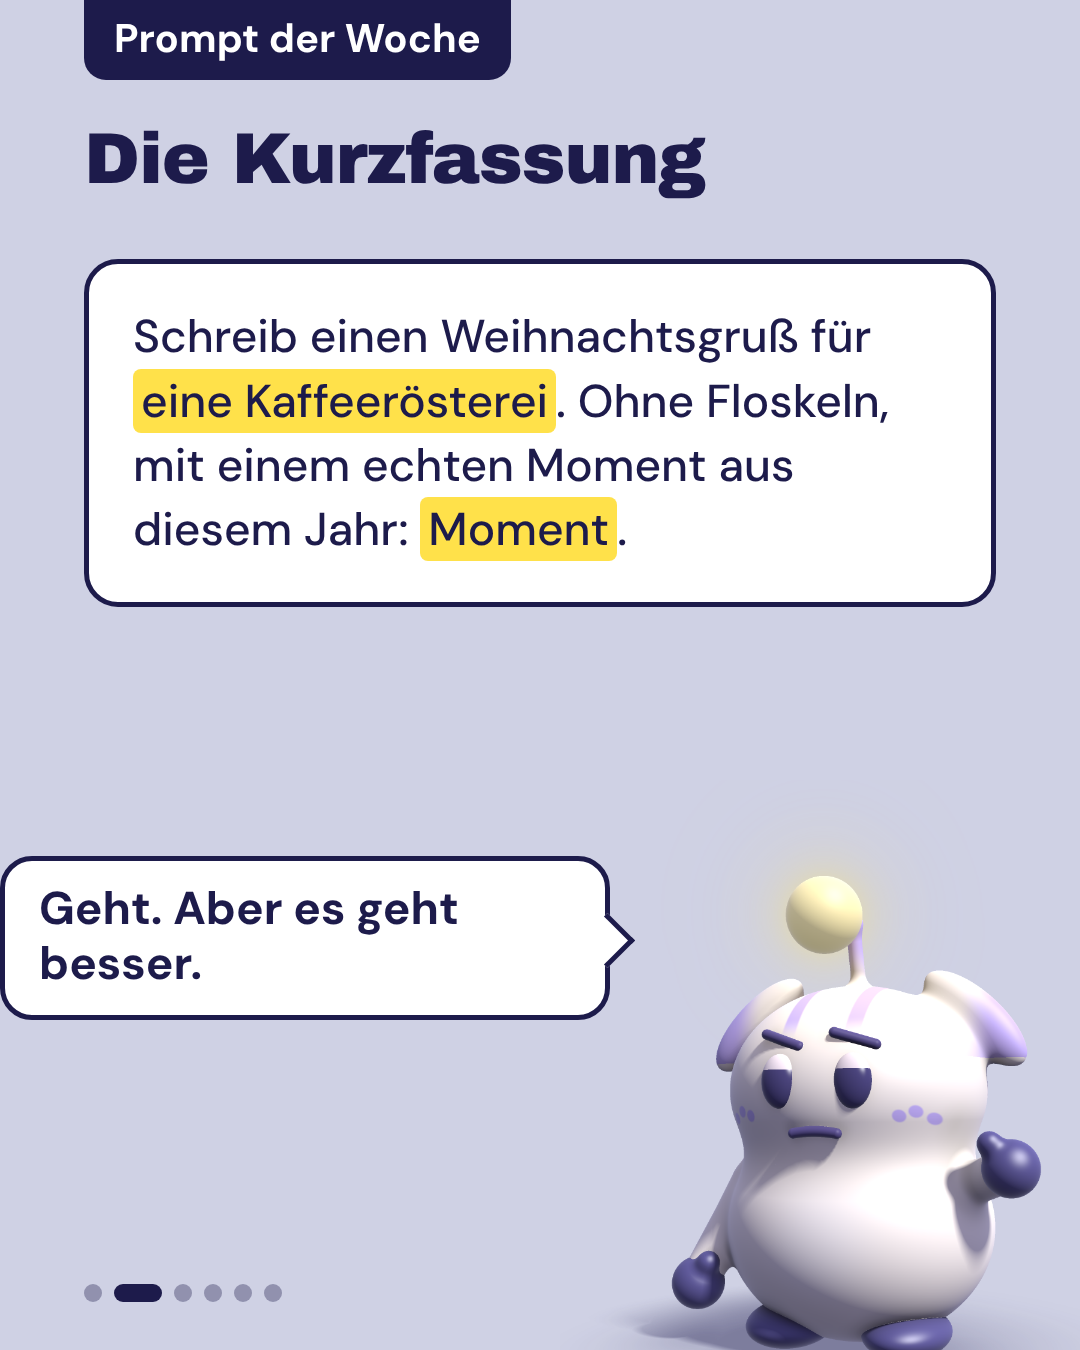 Prompt der Woche
Die Kurzfassung
Schreib einen Weihnachtsgruß für
eine Kaffeerösterei. Ohne Floskeln,
mit einem echten Moment aus
diesem Jahr: Moment.
Geht. Aber es geht
besser.